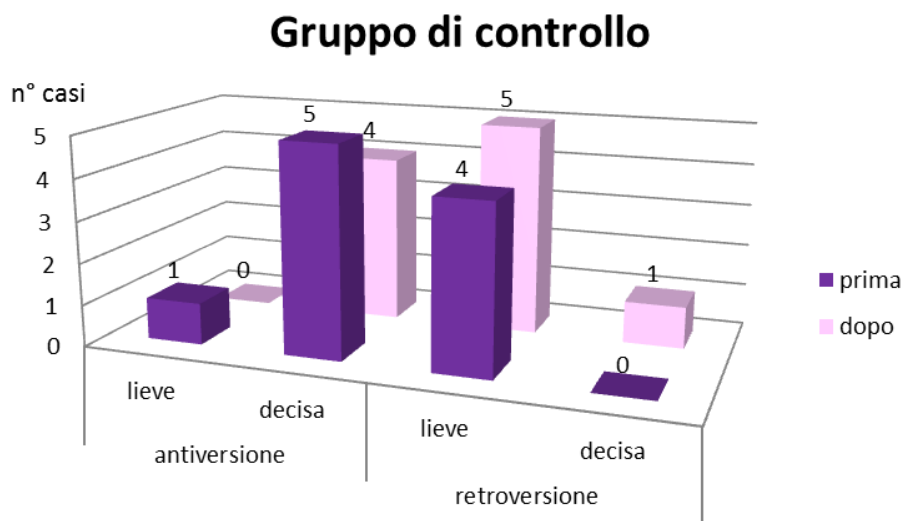 Gruppo di controllo
n° casi
5
4
3
2
1
0
1
0
5
4
4
5
0
1
lieve
decisa
lieve
decisa
antiversione
retroversione
prima
dopo